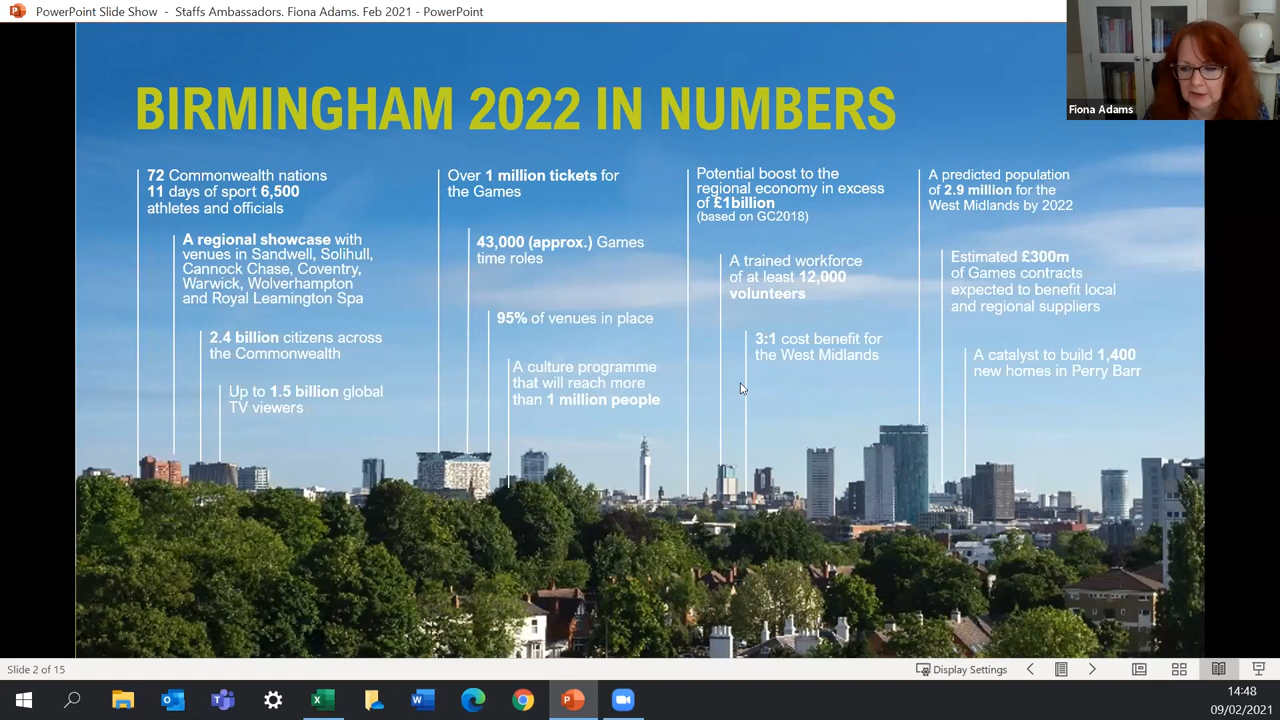 PowerPoint Slide Show - Staffs Ambassadors. Fiona Adams. Feb 2021 - PowerPoint
Fiona Adams
BIRMINGHAM 2022 IN NUMBERS
72 Commonwealth nations
11 days of sport 6,500
athletes and officials
A regional showcase with
venues in Sandwell, Solihull,
Cannock Chase, Coventry,
Warwick, Wolverhampton
and Royal Leamington Spa
2.4 billion citizens across
the Commonwealth
Up to 1.5 billion global
TV viewers
Over 1 million tickets for
the Games
43,000 (approx.) Games
time roles
95% of venues in place
A culture programme
that will reach more
than 1 million people
Potential boost to the
regional economy in excess
of £1billion
(based on GC2018)
A trained workforce
of at least 12,000
volunteers
3:1 cost benefit for
the West Midlands
A predicted population
of 2.9 million for the
West Midlands by 2022
Estimated £300m
of Games contracts
expected to benefit local
and regional suppliers
A catalyst to build 1,400
new homes in Perry Barr
Slide 2 of 15
Display Settings
14:48
09/02/2021